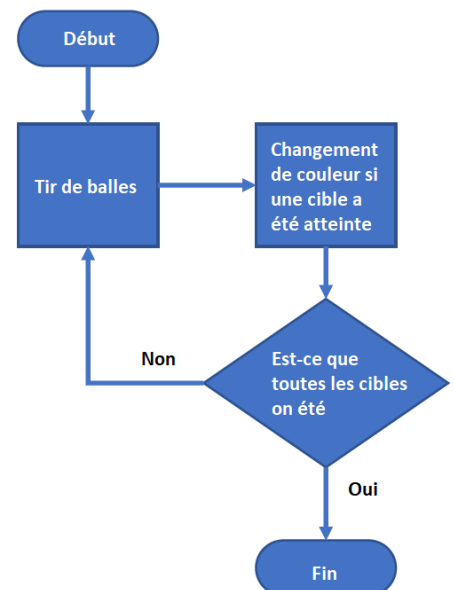 Début
Tir de balles
Changement
de couleur si
une cible a
été atteinte
Non
Est-ce que
toutes les cibles
on été
Oui
Fin